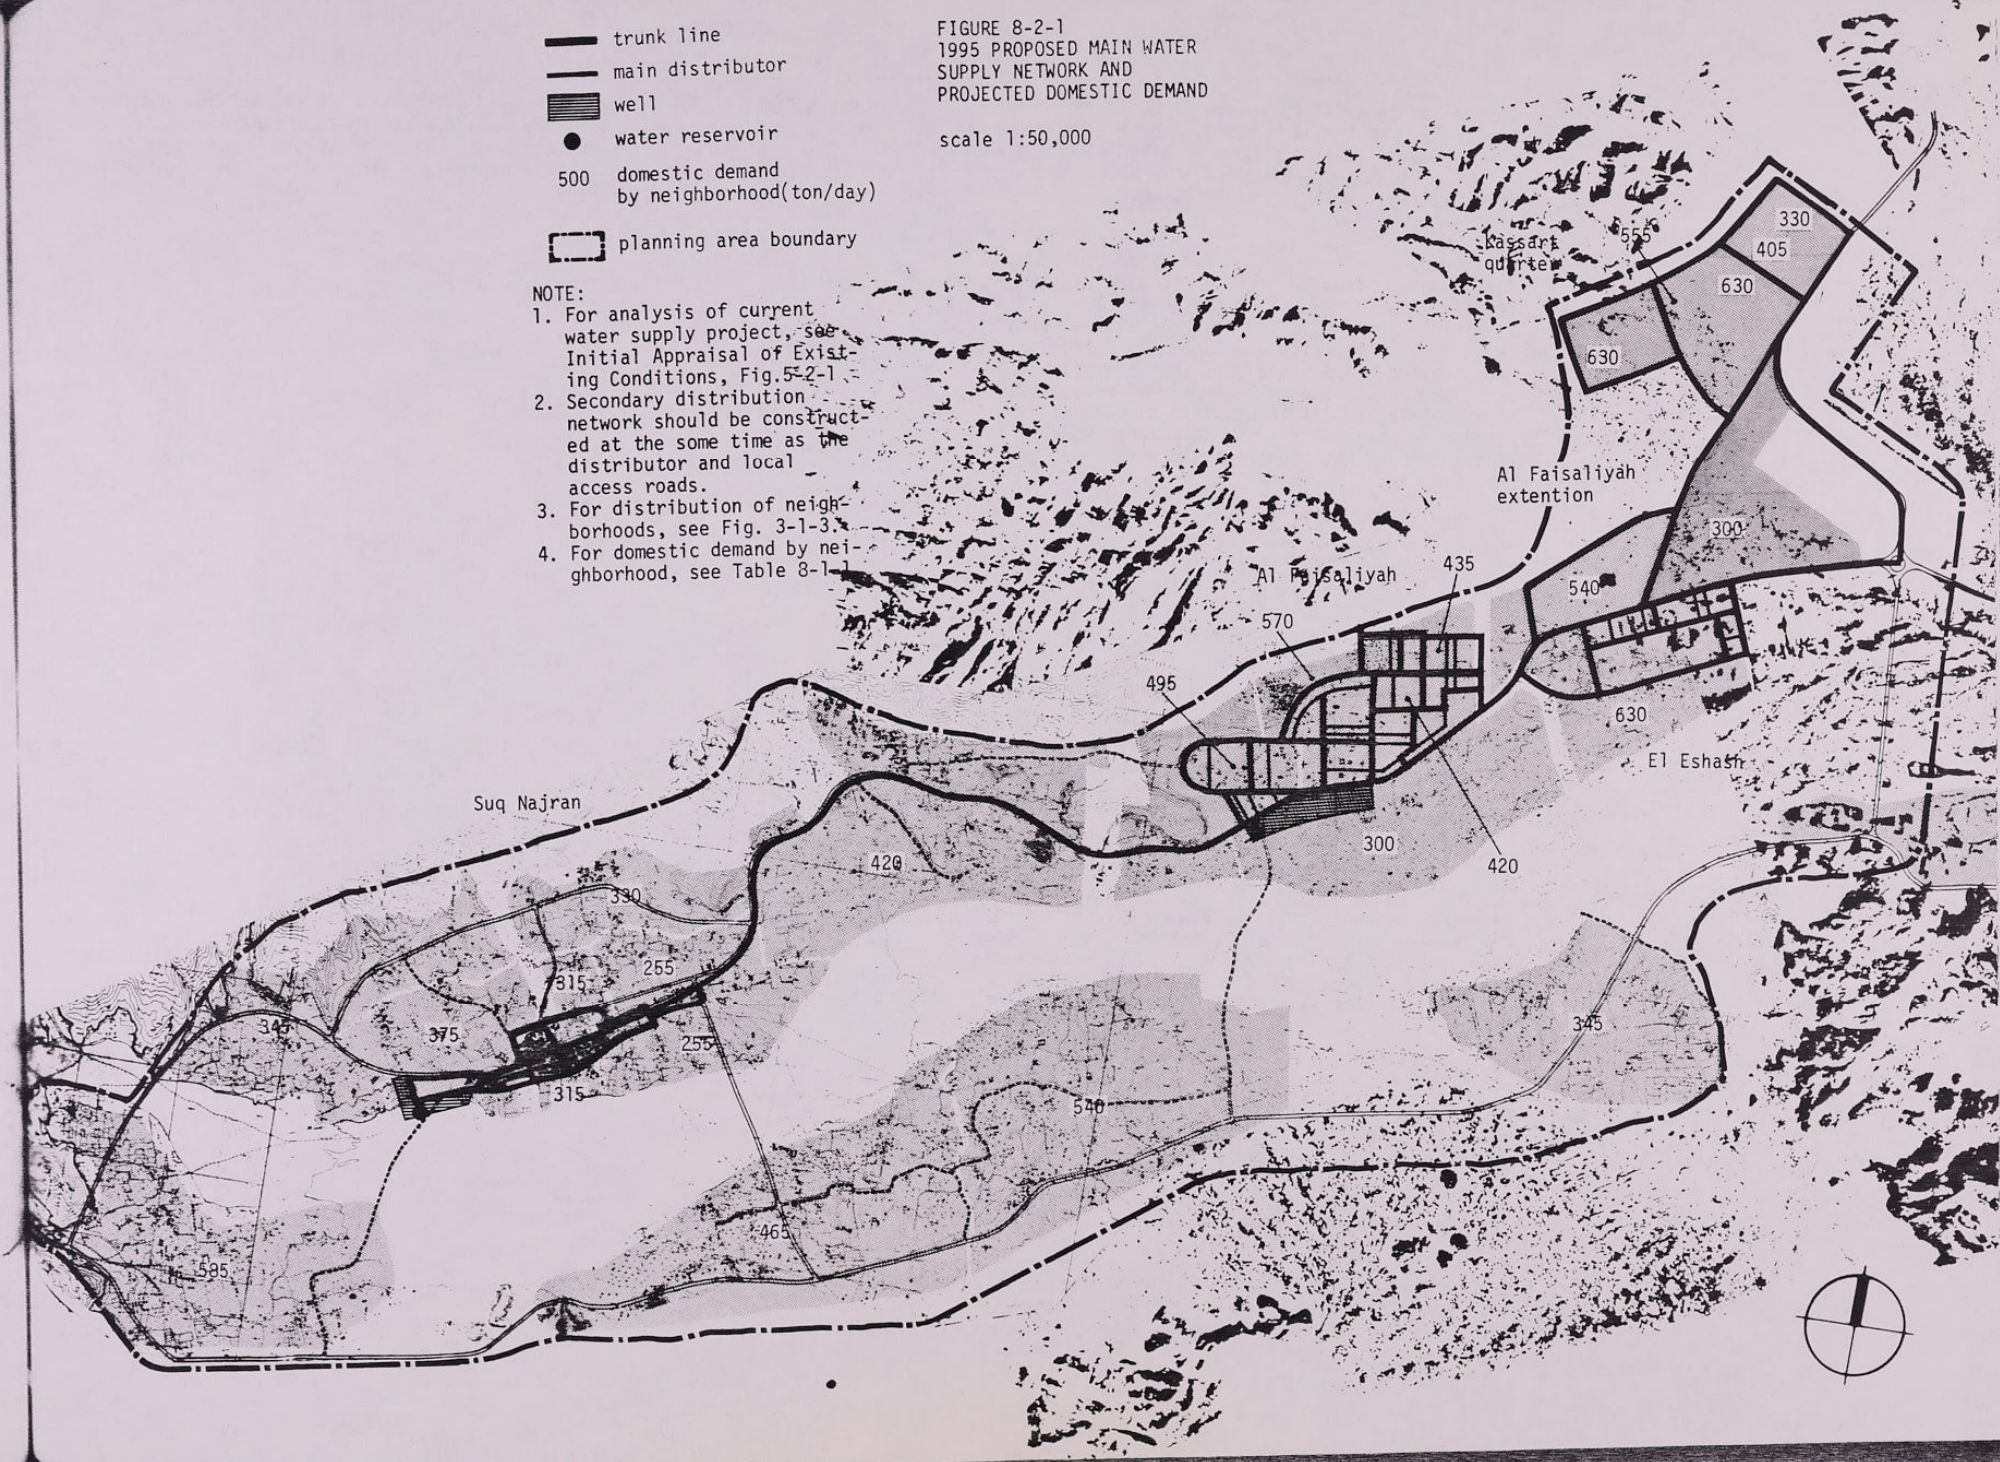 trunk line
main distributor
well
water reservoir
500 domestic demand
by neighborhood(ton/day)
planning area boundary
FIGURE 8-2-1
1995 PROPOSED MAIN WATER
SUPPLY NETWORK AND
PROJECTED DOMESTIC DEMAND
scale 1:50,000
NOTE:
1. For analysis of current
water supply project, see
Initial Appraisal of Exist-
ing Conditions, Fig.5-2-1
2. Secondary distribution
network should be construct-
ed at the some time as the
distributor and local
access roads.
3. For distribution of neigh-
borhoods, see Fig. 3-1-3.
4. For domestic demand by nei-
ghborhood, see Table 8-1-1
330
555
Kassart
quarter
405
630
630
Al Faisaliyah
extention
300
435
Al Faisaliyah
540
570
495
630
El Eshash
Suq Najran
300
420
420
330
255
315
345
375
255
345
315
540
465
585